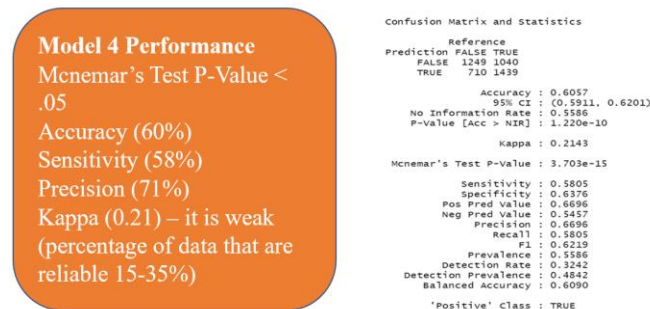 Model 4 Performance
Mcnemar's Test P-Value <
.05
Accuracy (60%)
Sensitivity (58%)
Precision (71%)
Kappa (0.21) – it is weak
(percentage of data that are
reliable 15-35%)
Confusion Matrix and Statistics
Reference
Prediction FALSE TRUE
FALSE 1249 1040
TRUE 710 1439
Accuracy : 0.6057
95% CI : (0.5911, 0.6201)
No Information Rate : 0.5586
P-Value [Acc > NIR] : 1.220e-10
Kappa : 0.2143
Mcnemar's Test P-Value : 3.703e-15
Sensitivity : 0.5805
Specificity : 0.6376
Pos Pred Value : 0.6696
Neg Pred Value : 0.5457
Precision : 0.6696
Recall : 0.5805
F1 : 0.6219
Prevalence : 0.5586
Detection Rate : 0.3242
Detection Prevalence : 0.4842
Balanced Accuracy : 0.6090
'Positive' Class : TRUE